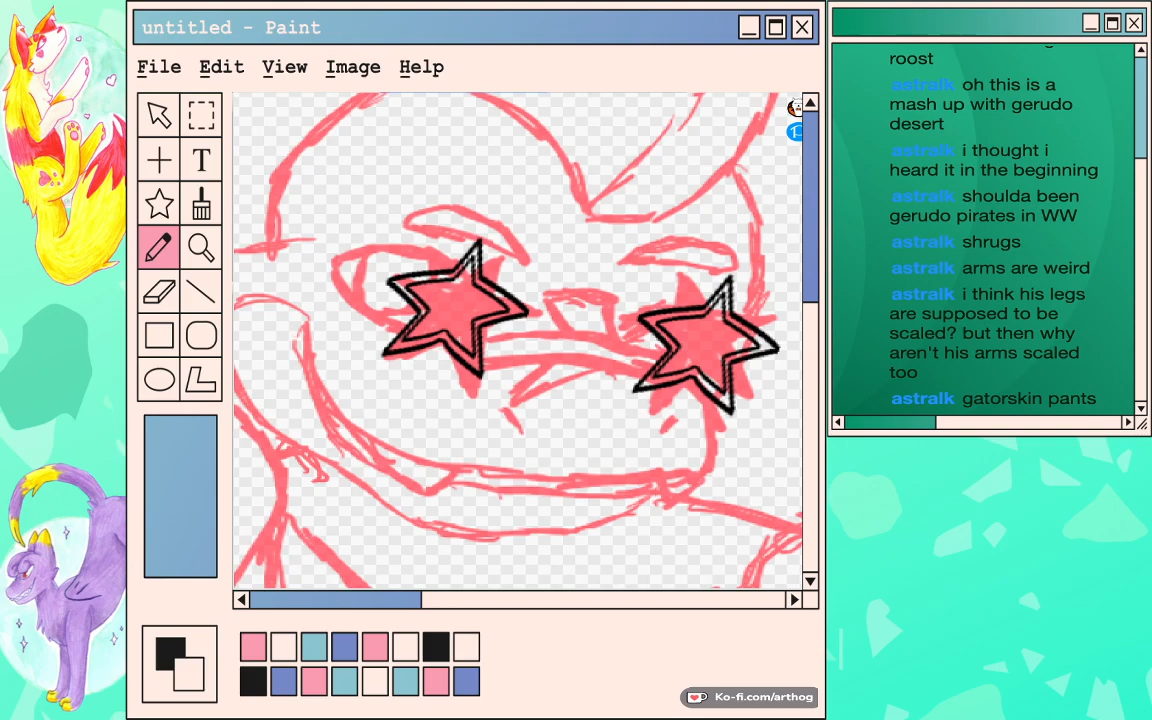 untitled - Paint
File Edit View Image Help
T
Ko-fi.com/arthog
roost
astralk oh this is a
mash up with gerudo
desert
astralk i thought i
heard it in the beginning
astralk shoulda been
gerudo pirates in WW
astralk shrugs
astralk arms are weird
astralk i think his legs
are supposed to be
scaled? but then why
aren't his arms scaled
too
astralk gatorskin pants